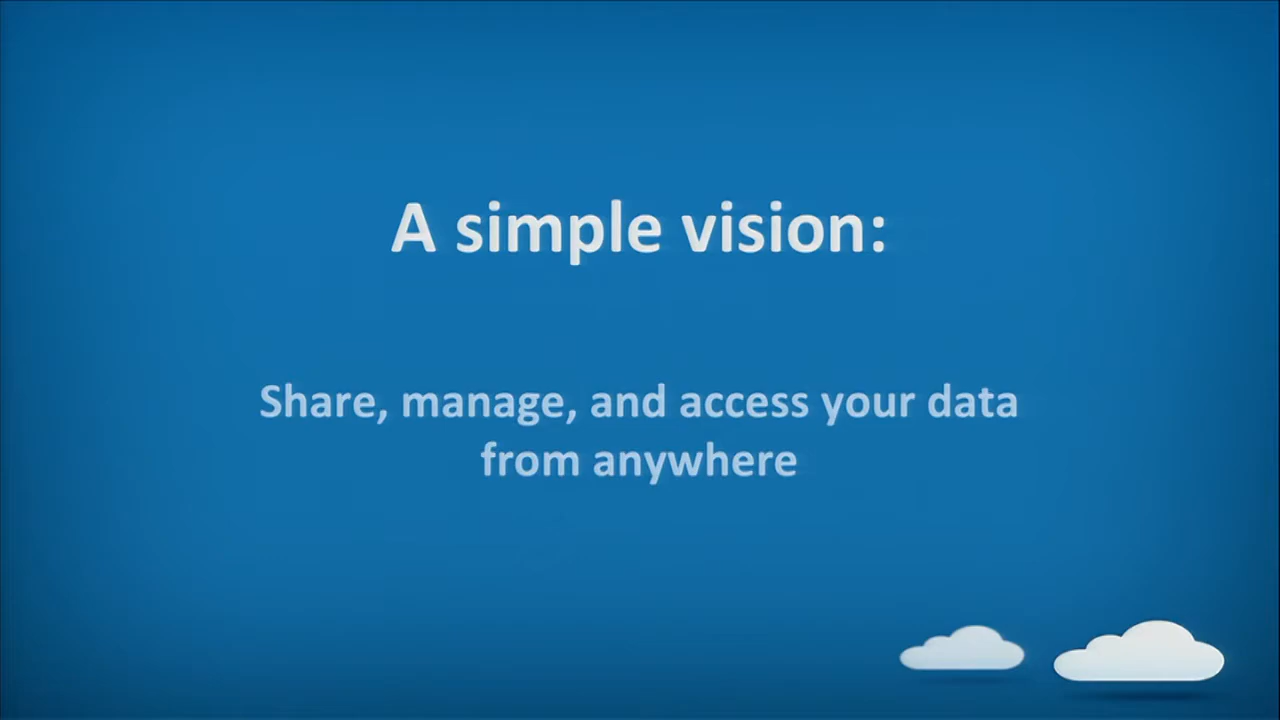 A simple vision:
Share, manage, and access your data
from anywhere